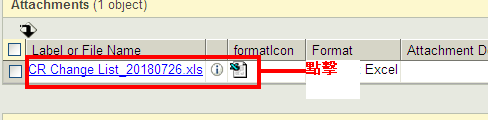 Attachments (1 object)
Label or File Name formatIcon Format Attachment D
CR Change List_20180726.xls 點擊 Excel